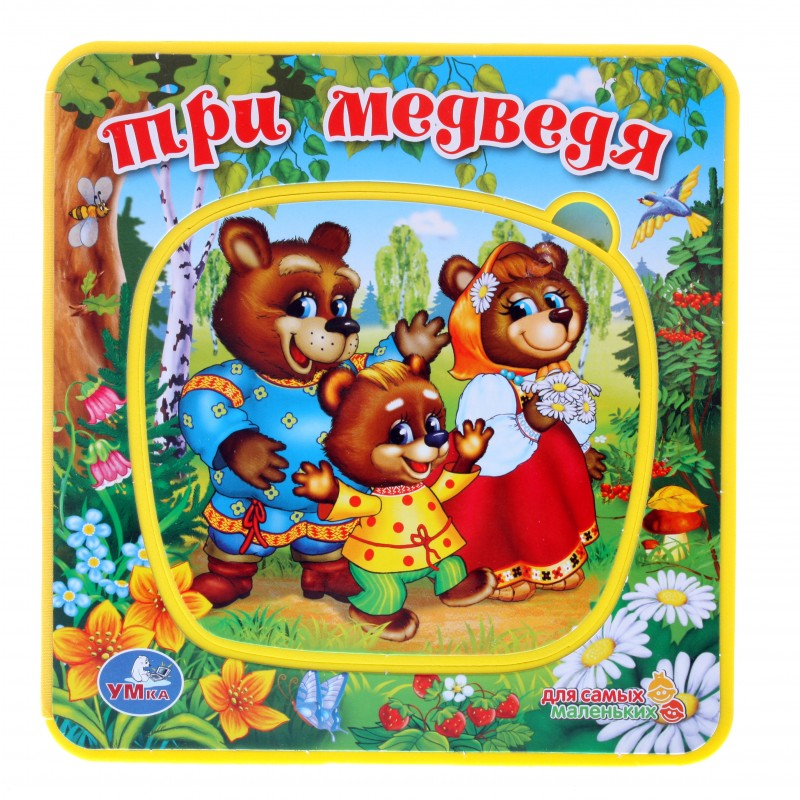 три медведя
УМка
для самых
маленьких